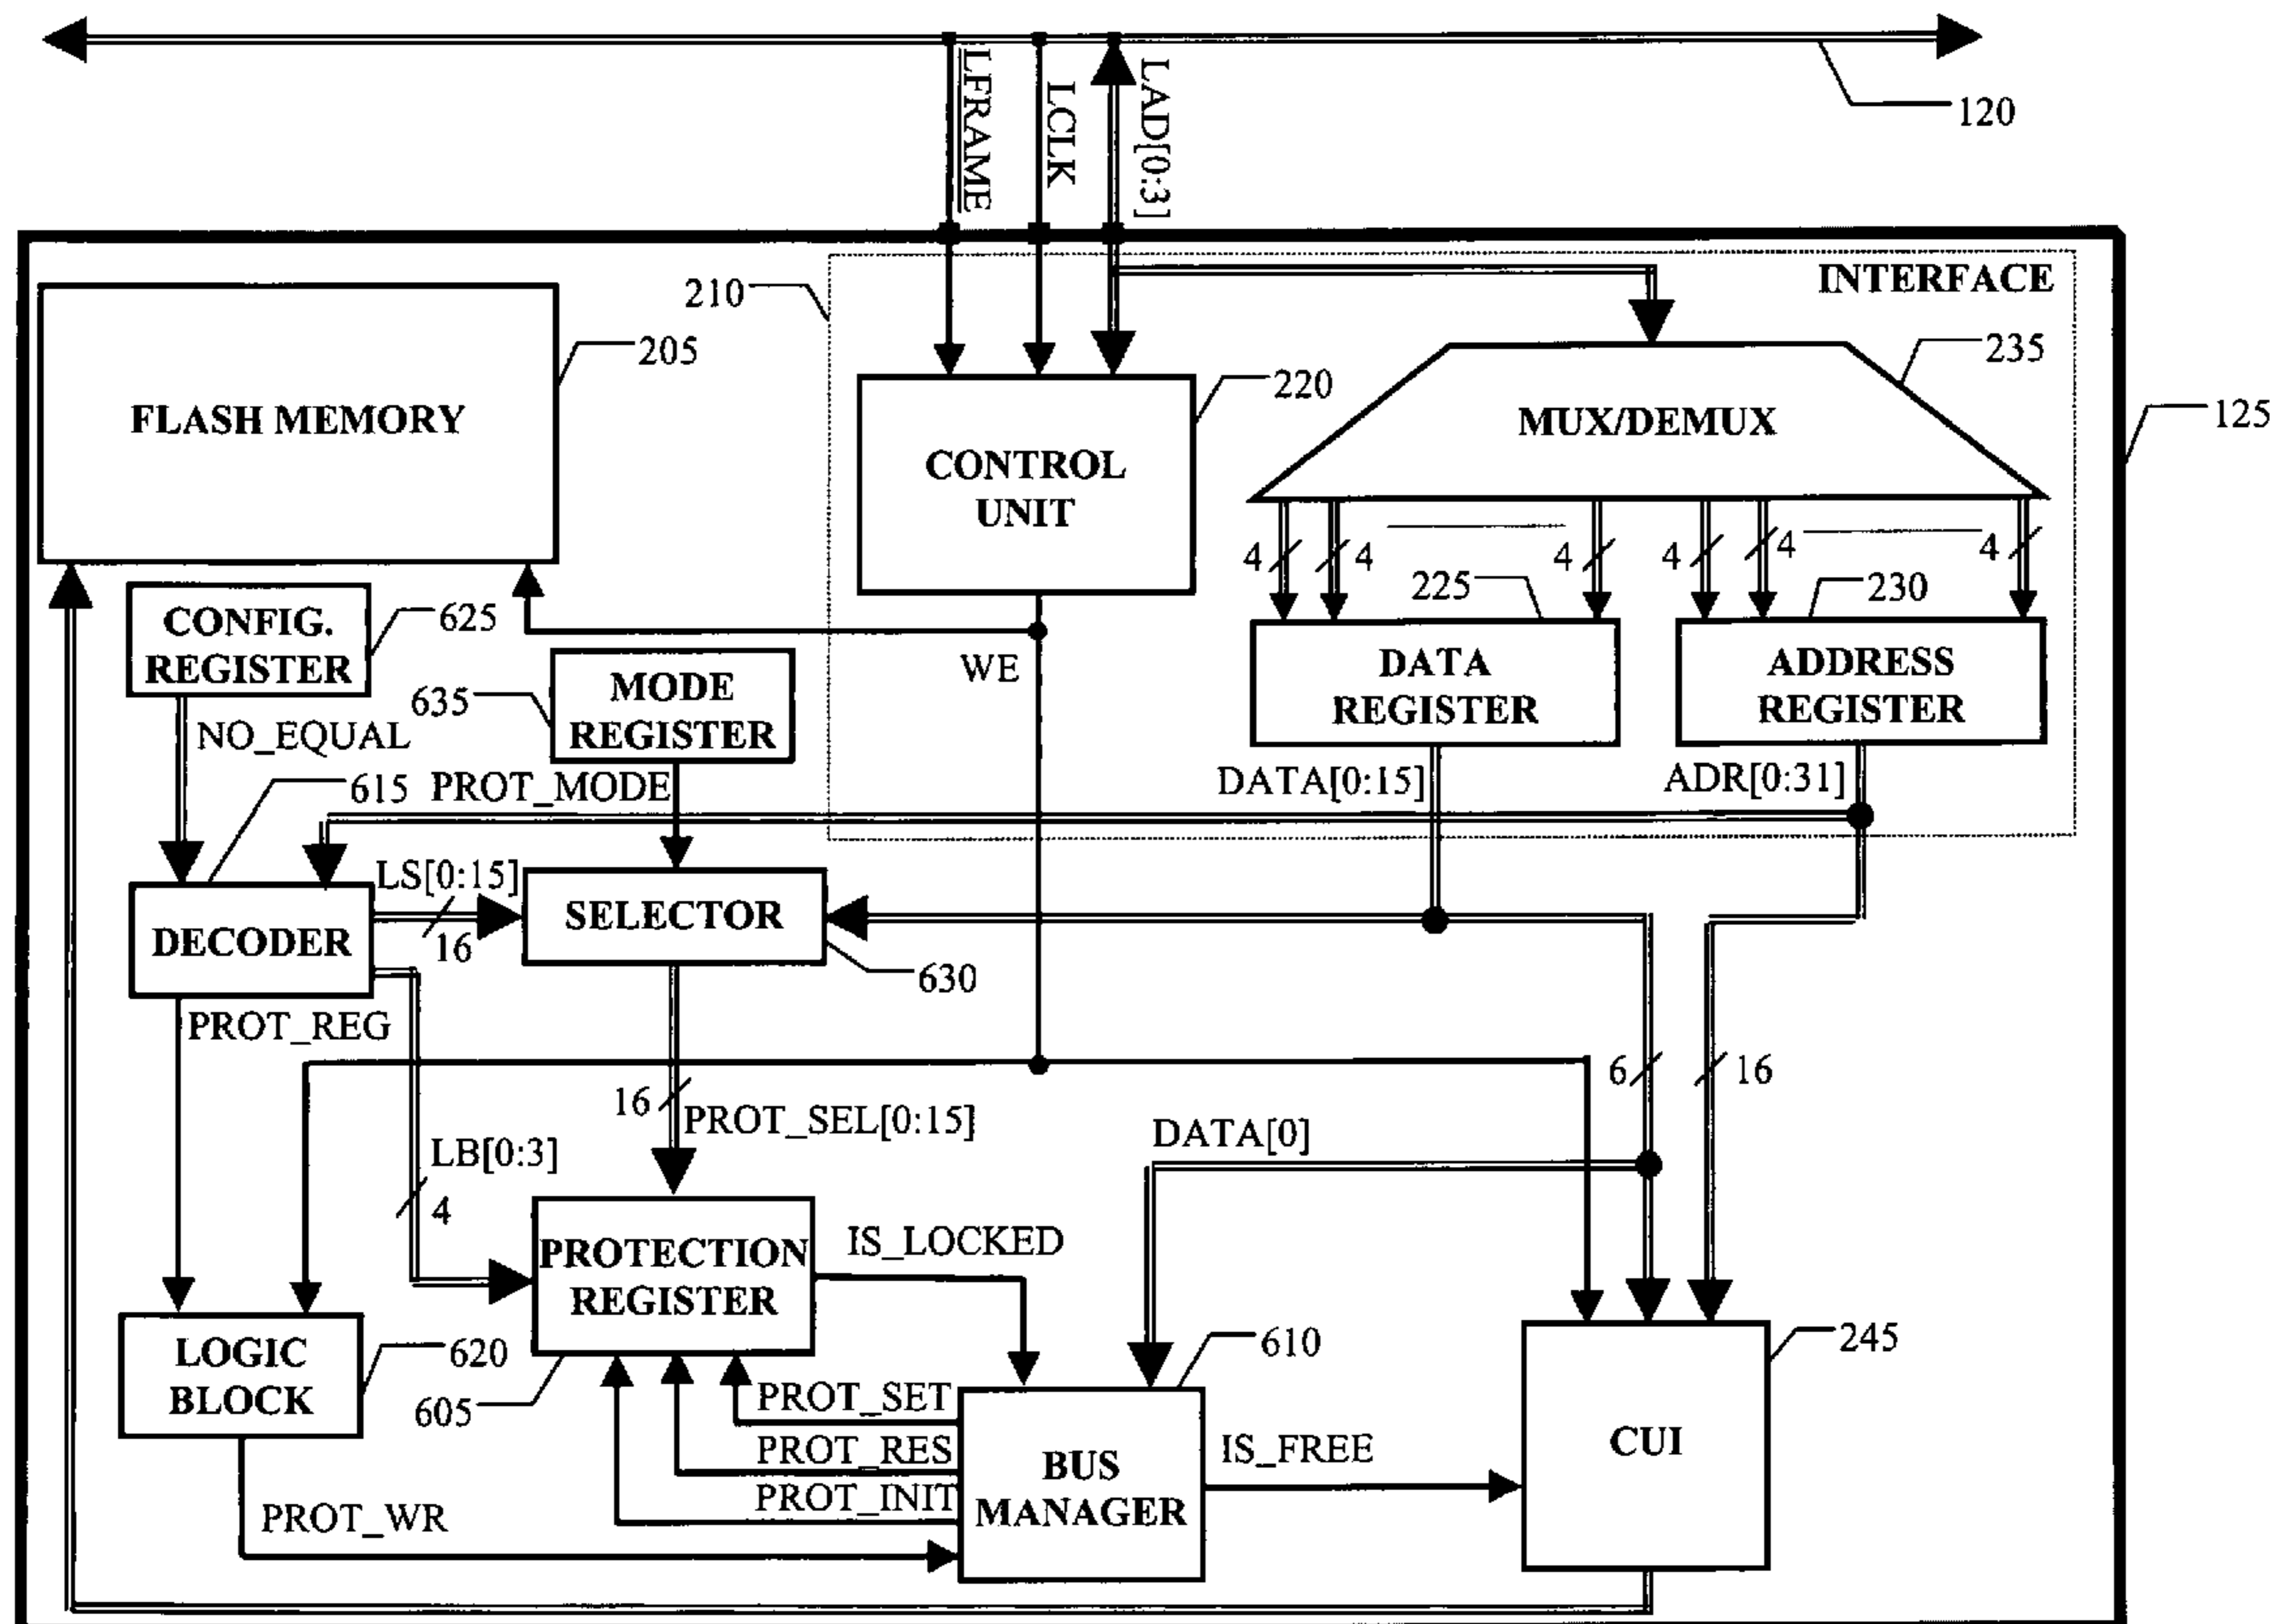 LFRAME
LCLK
LAD[0:3]
120
INTERFACE
210
205
220
235
125
FLASH MEMORY
CONTROL
UNIT
MUX/DEMUX
4
4
4
4
4
4
225
230
CONFIG.
REGISTER
625
WE
MODE
REGISTER
635
DATA
REGISTER
ADDRESS
REGISTER
NO_EQUAL
615
PROT_MODE
DATA[0:15]
ADR[0:31]
LS[0:15]
16
DECODER
SELECTOR
630
PROT_REG
16
PROT_SEL[0:15]
6
16
LB[0:3]
4
DATA[0]
PROTECTION
REGISTER
IS_LOCKED
LOGIC
BLOCK
620
605
610
245
PROT_SET
PROT_RES
PROT_INIT
BUS
MANAGER
IS_FREE
CUI
PROT_WR